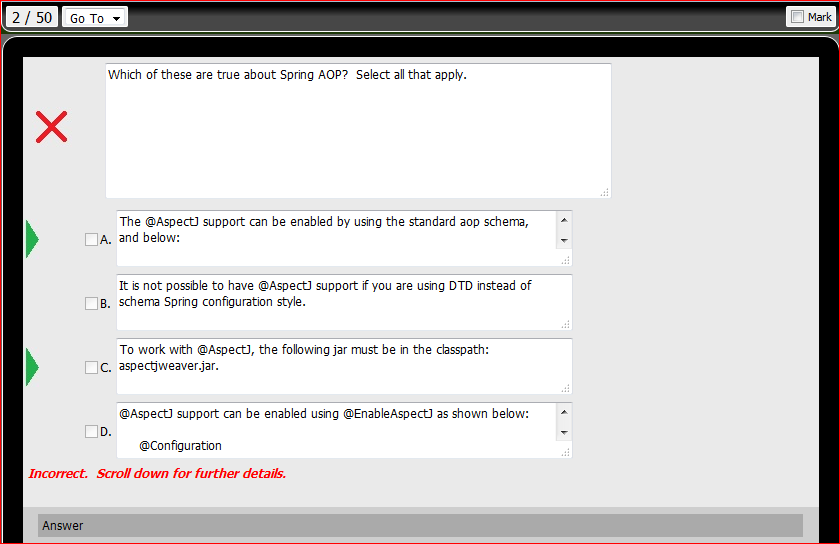 2 / 50 Go To Mark
Which of these are true about Spring AOP?  Select all that apply.
A. The @AspectJ support can be enabled by using the standard aop schema,
and below:
B. It is not possible to have @AspectJ support if you are using DTD instead of
schema Spring configuration style.
C. To work with @AspectJ, the following jar must be in the classpath:
aspectjweaver.jar.
D. @AspectJ support can be enabled using @EnableAspectJ as shown below:
@Configuration
Incorrect.  Scroll down for further details.
Answer